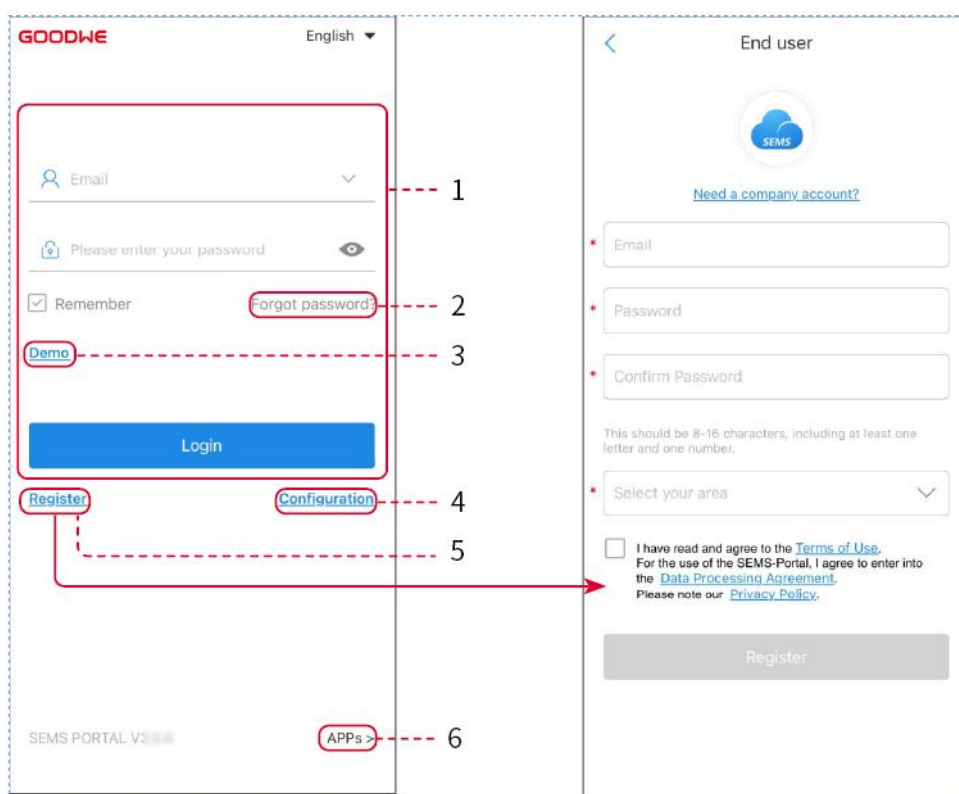 GOODWE
English
Email
1
Please enter your password
Remember
Forgot password?
2
Demo
3
Login
Register
Configuration
4
5
SEMS PORTAL
APPs >
6
End user
SEMS
Need a company account?
* Email
* Password
* Confirm Password
This should be 8-16 characters, including at least one
letter and one number.
* Select your area
I have read and agree to the Terms of Use.
For the use of the SEMS-Portal, I agree to enter into
the Data Processing Agreement.
Please note our Privacy Policy.
Register